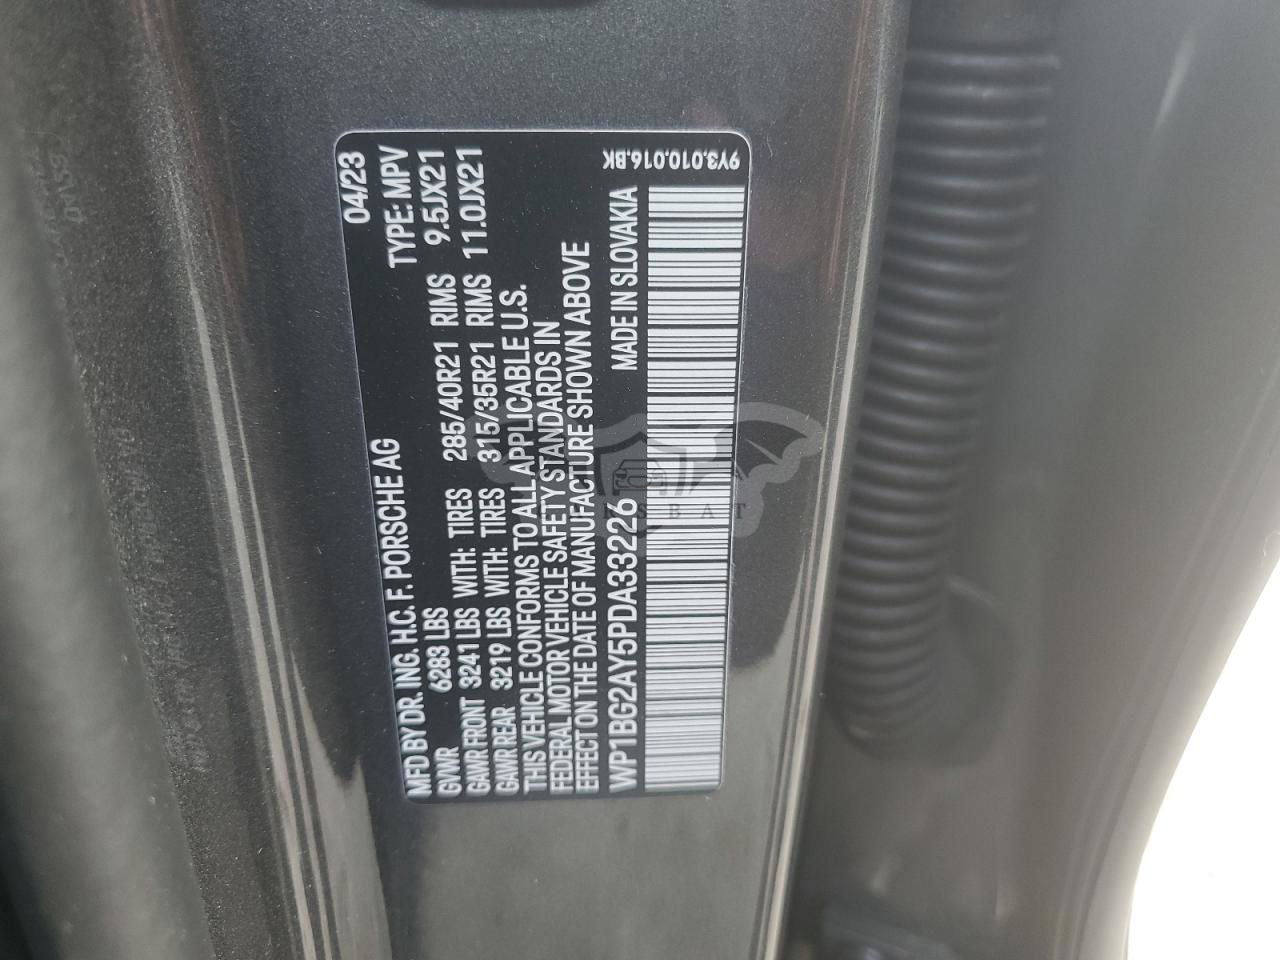 MFD BY DR. ING. H.C. F. PORSCHE AG 04/23
GVWR 6283 LBS TYPE: MPV
GAWR FRONT 3241 LBS WITH: TIRES 285/40R21 RIMS 9.5JX21
GAWR REAR 3219 LBS WITH: TIRES 315/35R21 RIMS 11.0JX21
THIS VEHICLE CONFORMS TO ALL APPLICABLE U.S.
FEDERAL MOTOR VEHICLE SAFETY STANDARDS IN
EFFECT ON THE DATE OF MANUFACTURE SHOWN ABOVE
WP1BG2AY5PDA33226 MADE IN SLOVAKIA
9Y3.010.016.BK